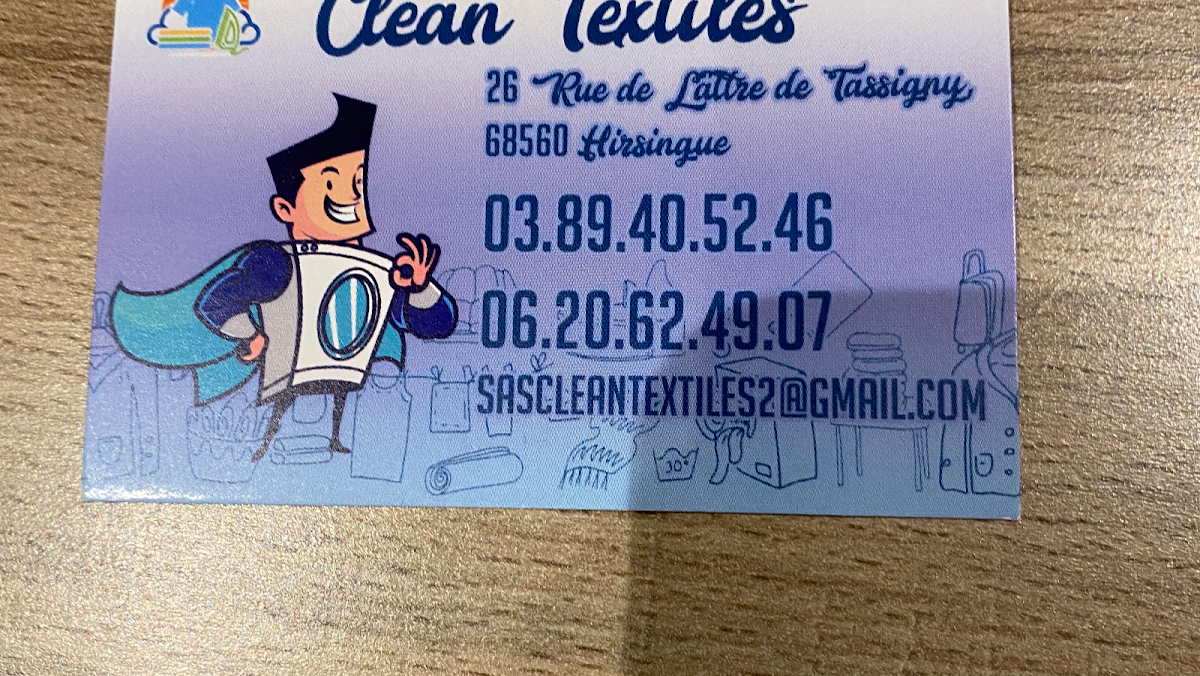 Clean Textiles
26 Rue de Lattre de Tassigny,
68560 Hirsingue
03.89.40.52.46
06.20.62.49.07
SASCLEANTEXTILES2@GMAIL.COM
30°